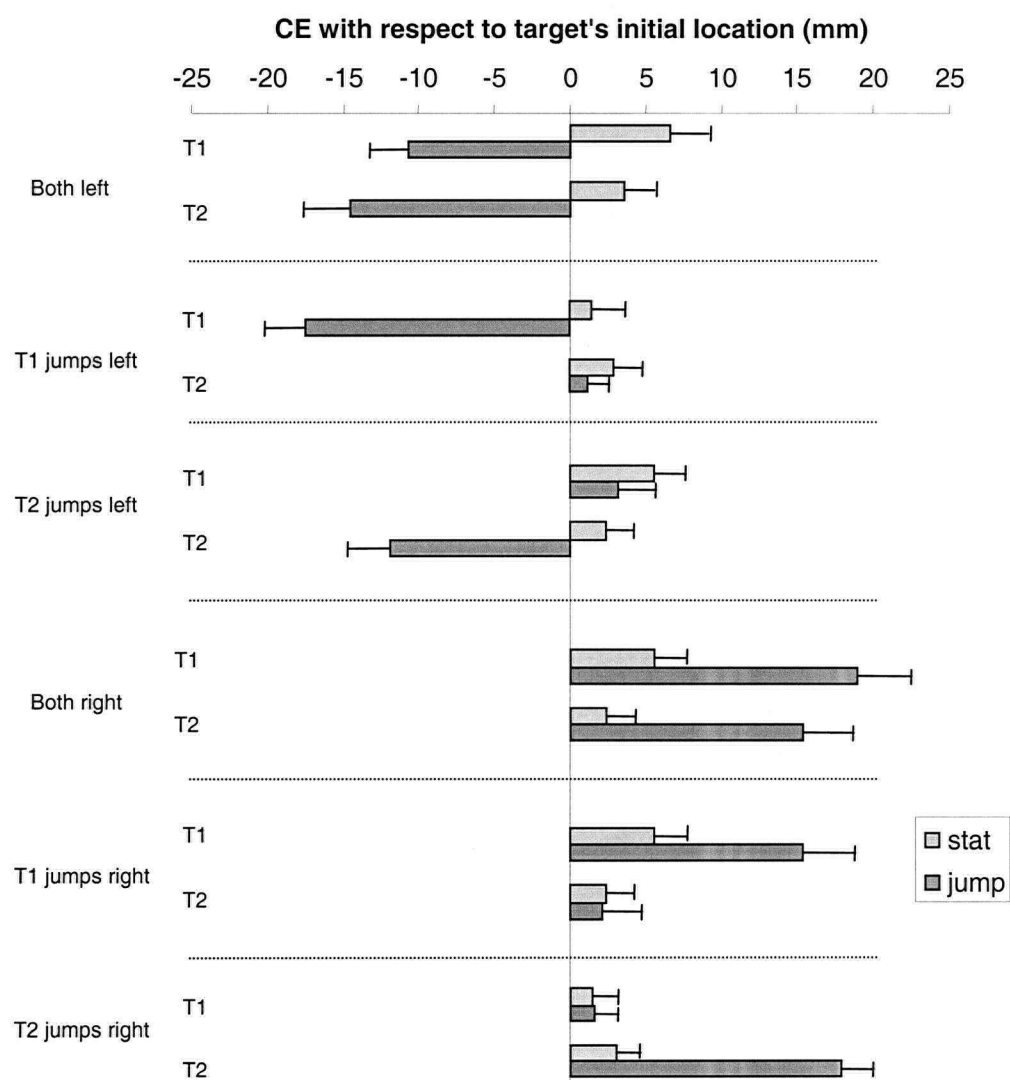 CE with respect to target's initial location (mm)
-25 -20 -15 -10 -5 0 5 10 15 20 25
T1
Both left
T2
T1
T1 jumps left
T2
T1
T2 jumps left
T2
T1
Both right
T2
T1
stat
T1 jumps right
jump
T2
T1
T2 jumps right
T2